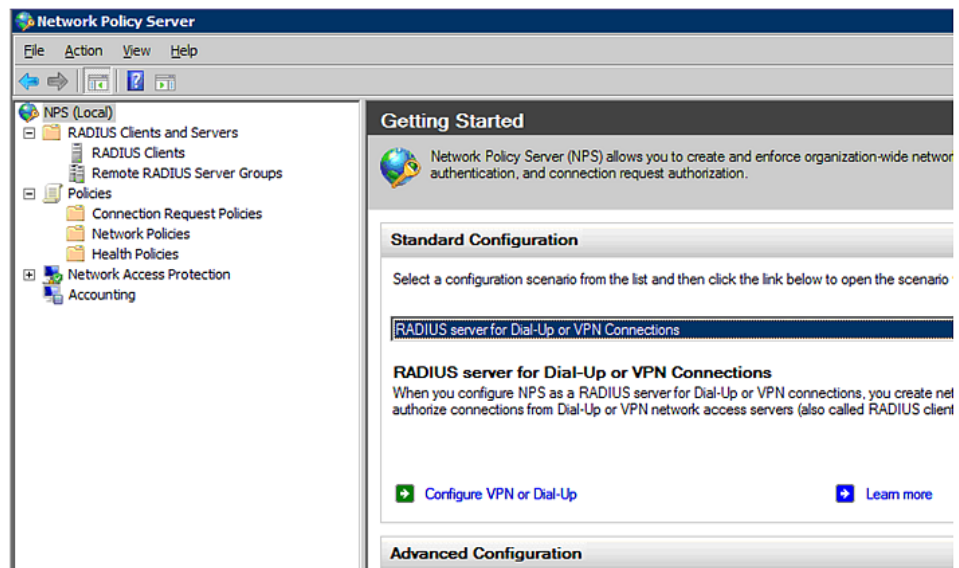 Network Policy Server
File Action View Help
NPS (Local)
RADIUS Clients and Servers
RADIUS Clients
Remote RADIUS Server Groups
Policies
Connection Request Policies
Network Policies
Health Policies
Network Access Protection
Accounting
Getting Started
Network Policy Server (NPS) allows you to create and enforce organization-wide networ
authentication, and connection request authorization.
Standard Configuration
Select a configuration scenario from the list and then click the link below to open the scenario
RADIUS server for Dial-Up or VPN Connections
RADIUS server for Dial-Up or VPN Connections
When you configure NPS as a RADIUS server for Dial-Up or VPN connections, you create net
authorize connections from Dial-Up or VPN network access servers (also called RADIUS client
Configure VPN or Dial-Up Learn more
Advanced Configuration